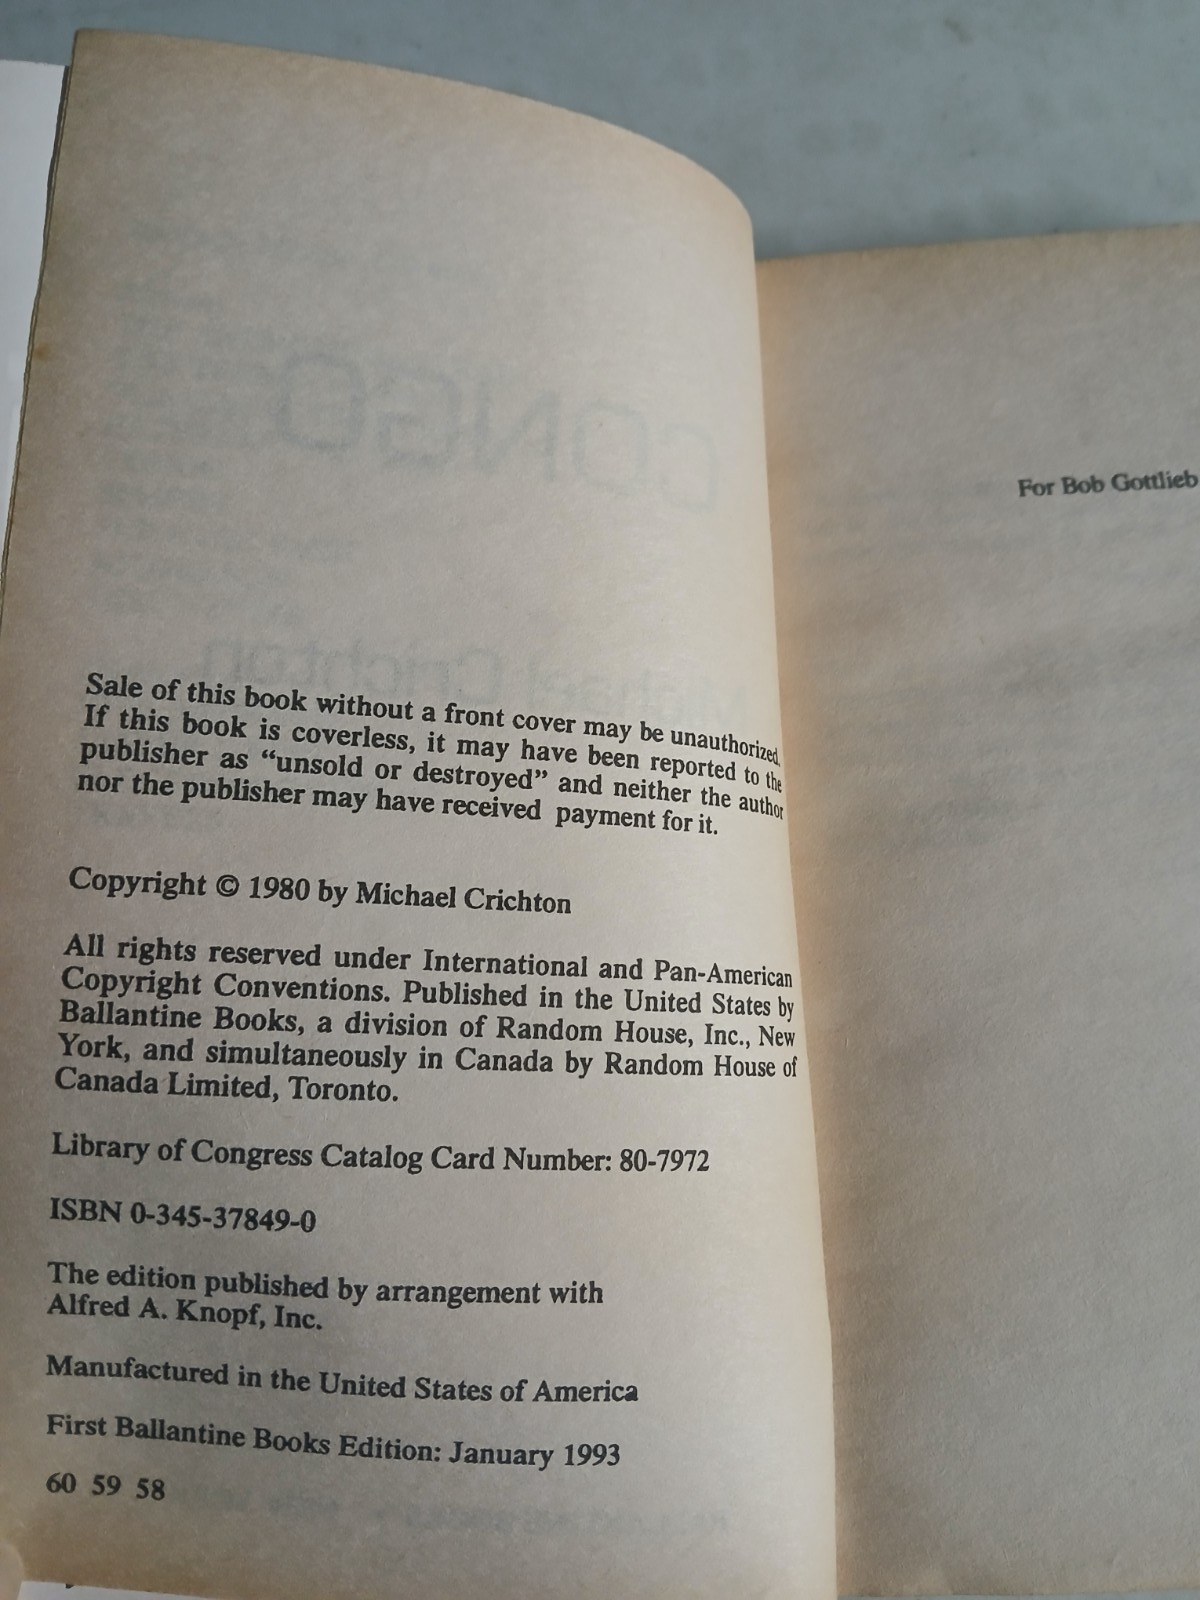 Sale of this book without a front cover may be unauthorized.
If this book is coverless, it may have been reported to the
publisher as “unsold or destroyed” and neither the author
nor the publisher may have received payment for it.
Copyright © 1980 by Michael Crichton
All rights reserved under International and Pan-American
Copyright Conventions. Published in the United States by
Ballantine Books, a division of Random House, Inc., New
York, and simultaneously in Canada by Random House of
Canada Limited, Toronto.
Library of Congress Catalog Card Number: 80-7972
ISBN 0-345-37849-0
The edition published by arrangement with
Alfred A. Knopf, Inc.
Manufactured in the United States of America
First Ballantine Books Edition: January 1993
60 59 58
For Bob Gottlieb